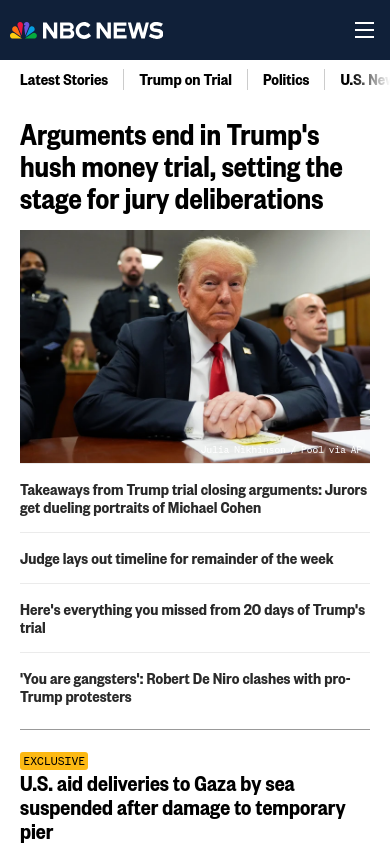 NBC NEWS
Latest Stories
Trump on Trial
Politics
U.S. Ne
Arguments end in Trump's
hush money trial, setting the
stage for jury deliberations
Pool via AP
Takeaways from Trump trial closing arguments: Jurors
get dueling portraits of Michael Cohen
Judge lays out timeline for remainder of the week
Here's everything you missed from 20 days of Trump's
trial
'You are gangsters': Robert De Niro clashes with pro-
Trump protesters
EXCLUSIVE
U.S. aid deliveries to Gaza by sea
suspended after damage to temporary
pier